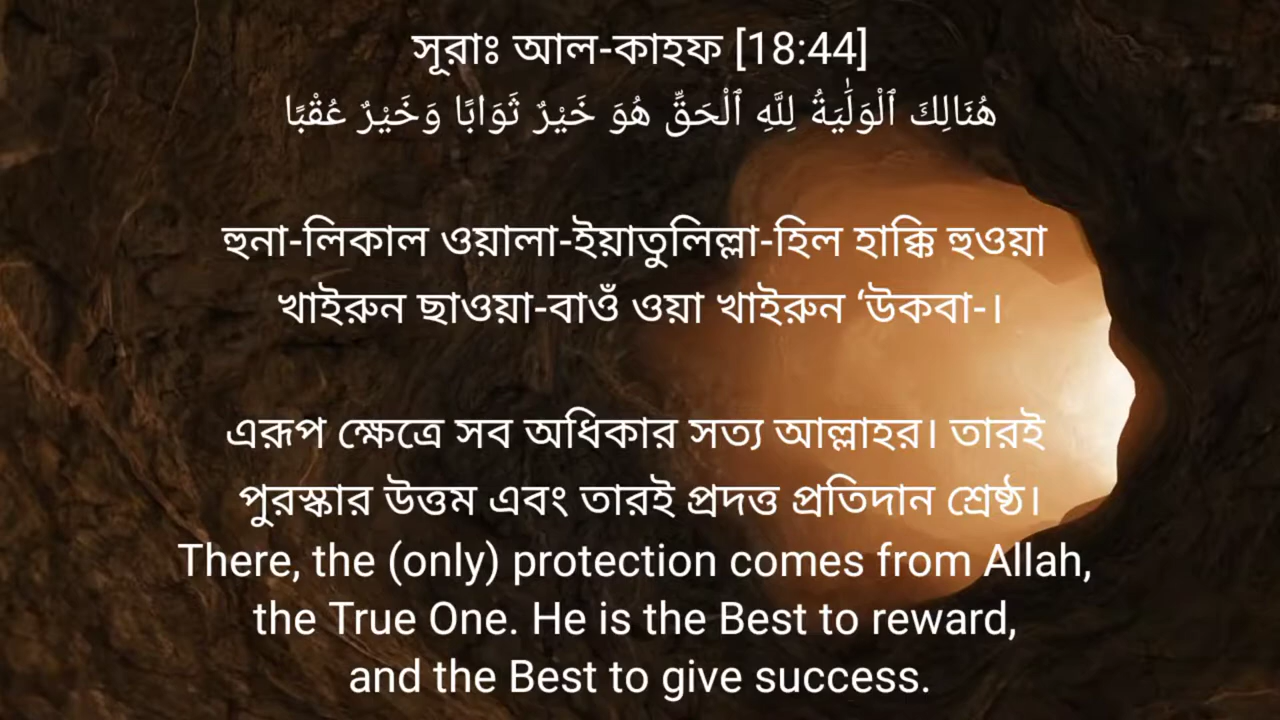 সূরাঃ আল-কাহফ [18:44]
هُنَالِكَ ٱلْوَلَٰيَةُ لِلَّهِ ٱلْحَقِّ هُوَ خَيْرٌ ثَوَابًا وَخَيْرٌ عُقْبًا
হুনা-লিকাল ওয়ালা-ইয়াতুলিল্লা-হিল হাক্কি হুওয়া
খাইরুন ছাওয়া-বাওঁ ওয়া খাইরুন ‘উকবা-।
এরূপ ক্ষেত্রে সব অধিকার সত্য আল্লাহর। তারই
পুরস্কার উত্তম এবং তারই প্রদত্ত প্রতিদান শ্রেষ্ঠ।
There, the (only) protection comes from Allah,
the True One. He is the Best to reward,
and the Best to give success.